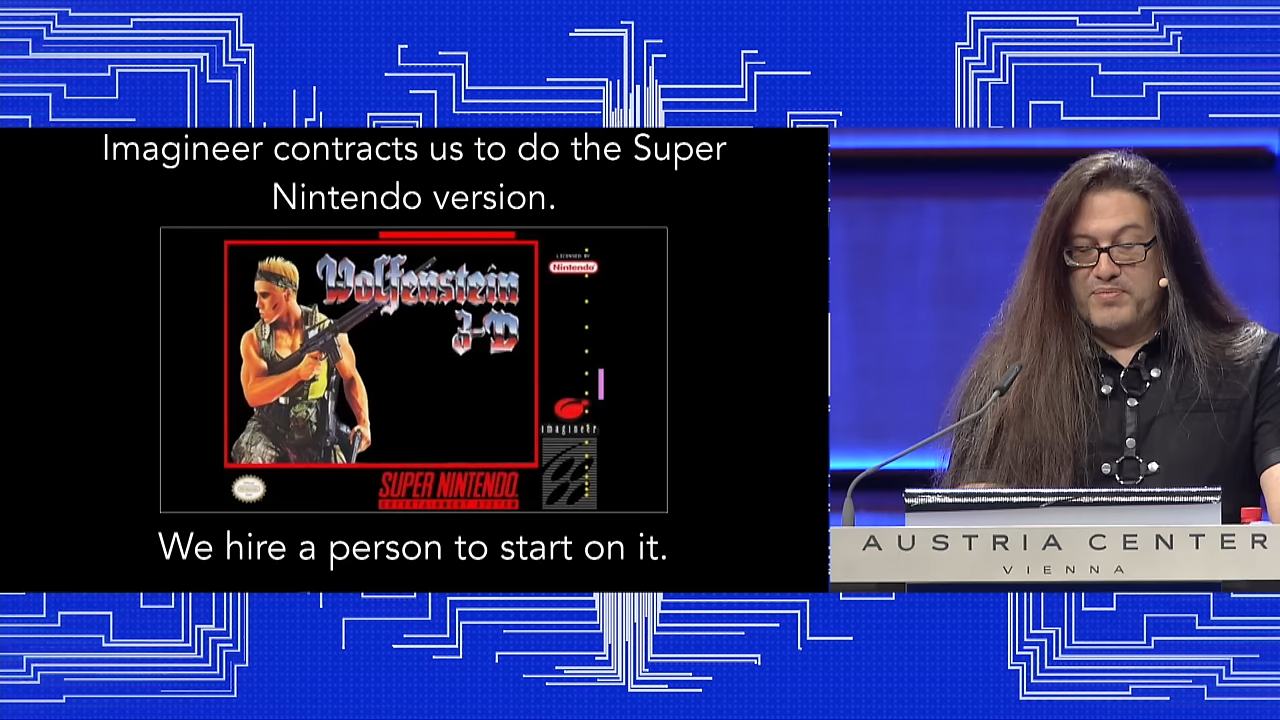 Imagineer contracts us to do the Super
Nintendo version.
LICENSED BY
Nintendo
Wolfenstein
3-D
imagineer
SUPER NINTENDO
ENTERTAINMENT SYSTEM
We hire a person to start on it.
AUSTRIA CENTER
VIENNA